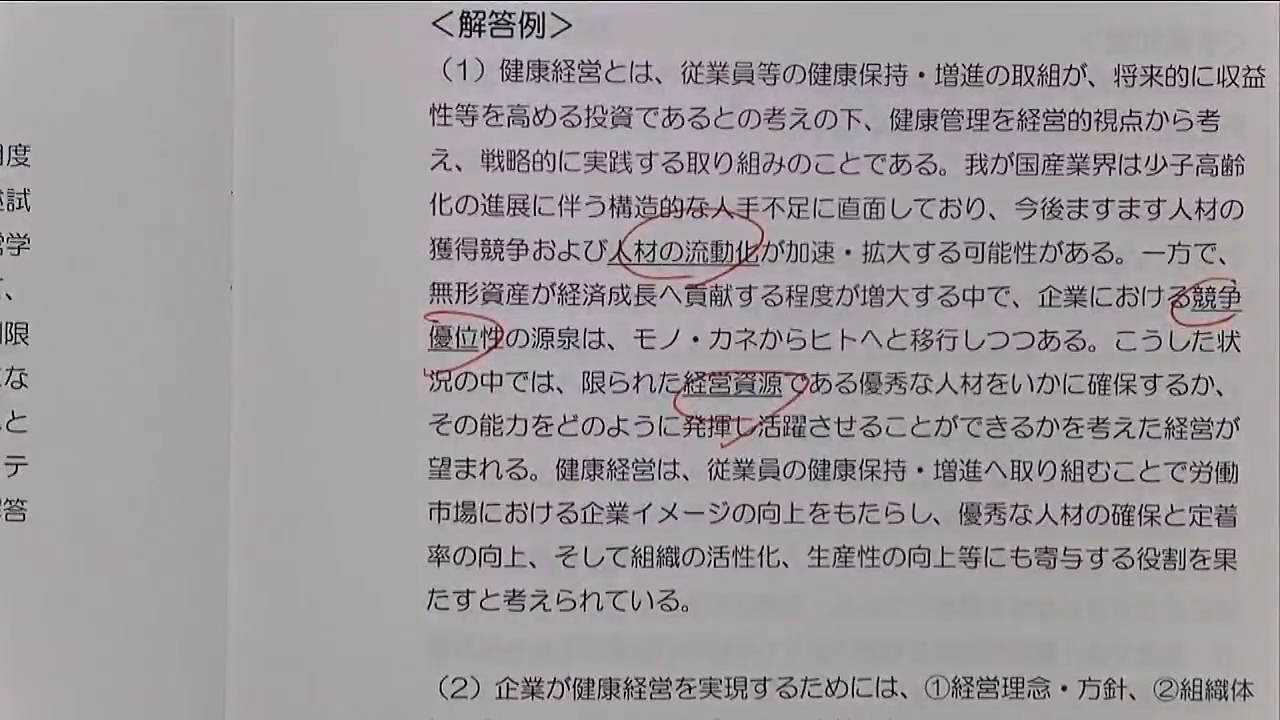 <解答例>
(1)健康経営とは、従業員等の健康保持・増進の取組が、将来的に収益
性等を高める投資であるとの考えの下、健康管理を経営的視点から考
え、戦略的に実践する取り組みのことである。我が国産業界は少子高齢
化の進展に伴う構造的な人手不足に直面しており、今後ますます人材の
獲得競争および人材の流動化が加速・拡大する可能性がある。一方で、
無形資産が経済成長へ貢献する程度が増大する中で、企業における競争
優位性の源泉は、モノ・カネからヒトへと移行しつつある。こうした状
況の中では、限られた経営資源である優秀な人材をいかに確保するか、
その能力をどのように発揮し活躍させることができるかを考えた経営が
望まれる。健康経営は、従業員の健康保持・増進へ取り組むことで労働
市場における企業イメージの向上をもたらし、優秀な人材の確保と定着
率の向上、そして組織の活性化、生産性の向上等にも寄与する役割を果
たすと考えられている。
(2)企業が健康経営を実現するためには、①経営理念・方針、②組織体
度
試
営学
、
限
な
と
テ
解答